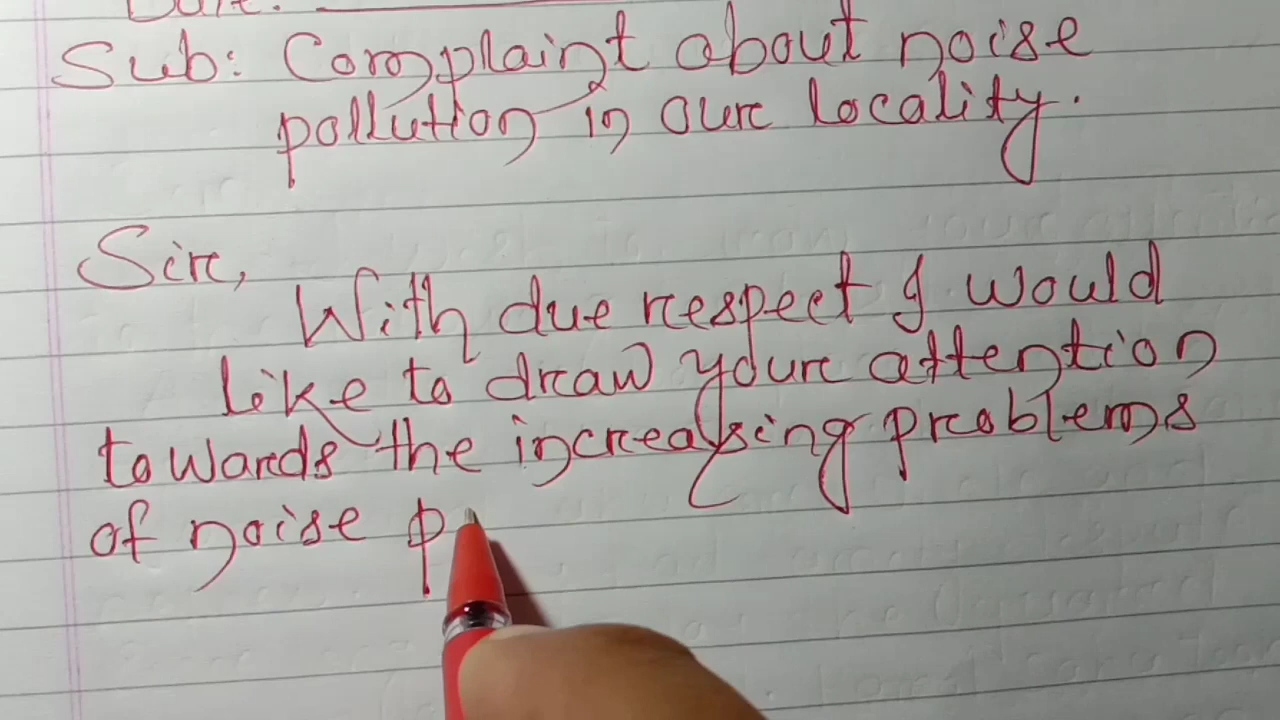 Date:
Sub: Complaint about noise
pollution in our locality.
Sir,
With due respect I would
like to draw your attention
towards the increasing problems
of noise p